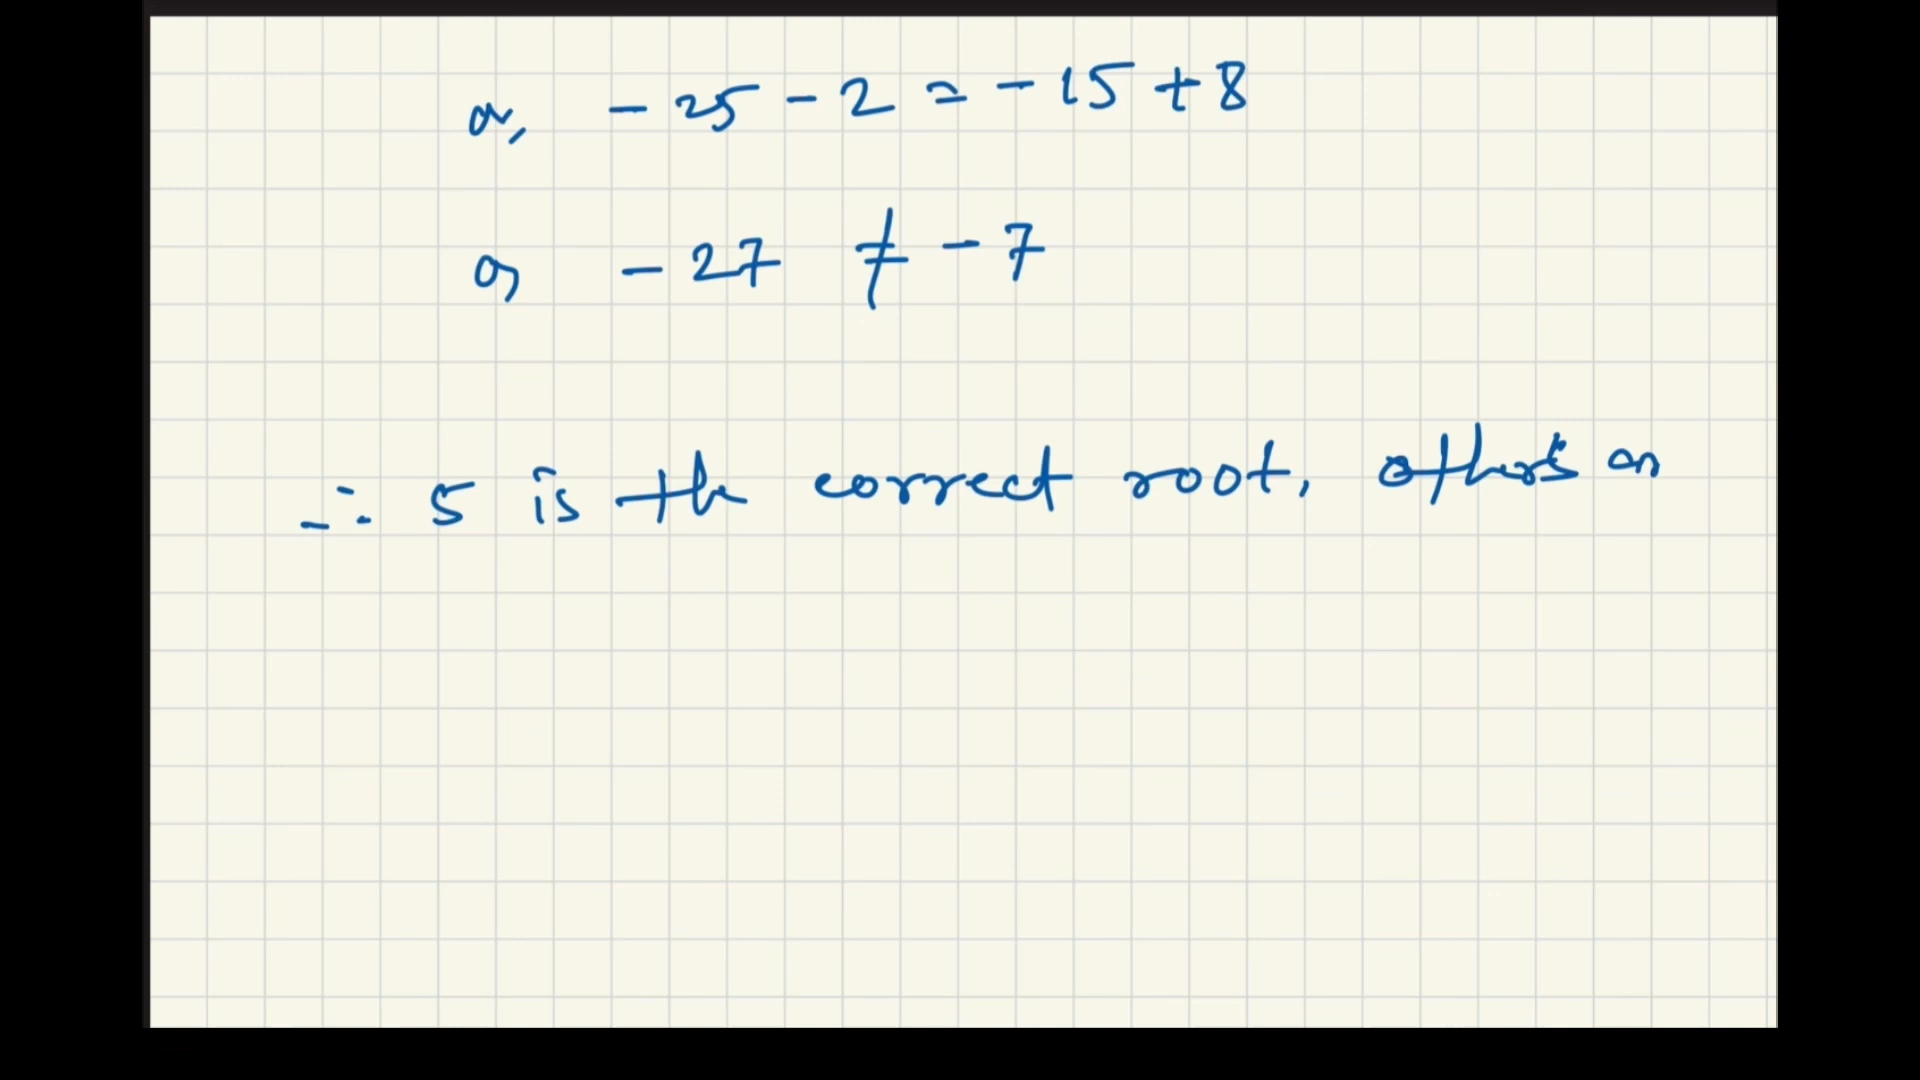 or, - 25 - 2 = - 15 + 8
or, - 27 ≠ - 7
∴ 5 is the correct root, others are